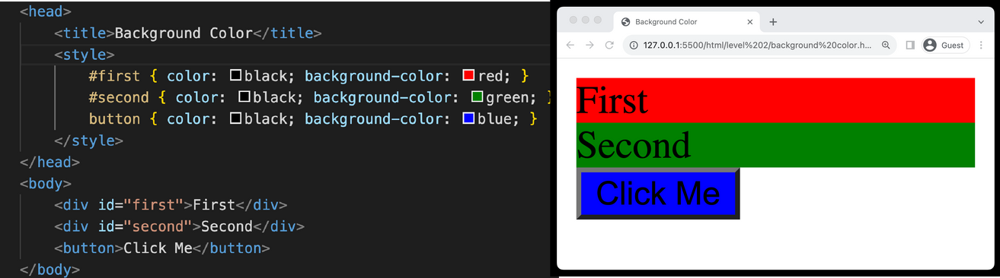 <head>
<title>Background Color</title>
<style>
#first { color: black; background-color: red; }
#second { color: black; background-color: green; }
button { color: black; background-color: blue; }
</style>
</head>
<body>
<div id="first">First</div>
<div id="second">Second</div>
<button>Click Me</button>
</body>
Background Color
127.0.0.1:5500/html/level%202/background%20color.h...
Guest
First
Second
Click Me